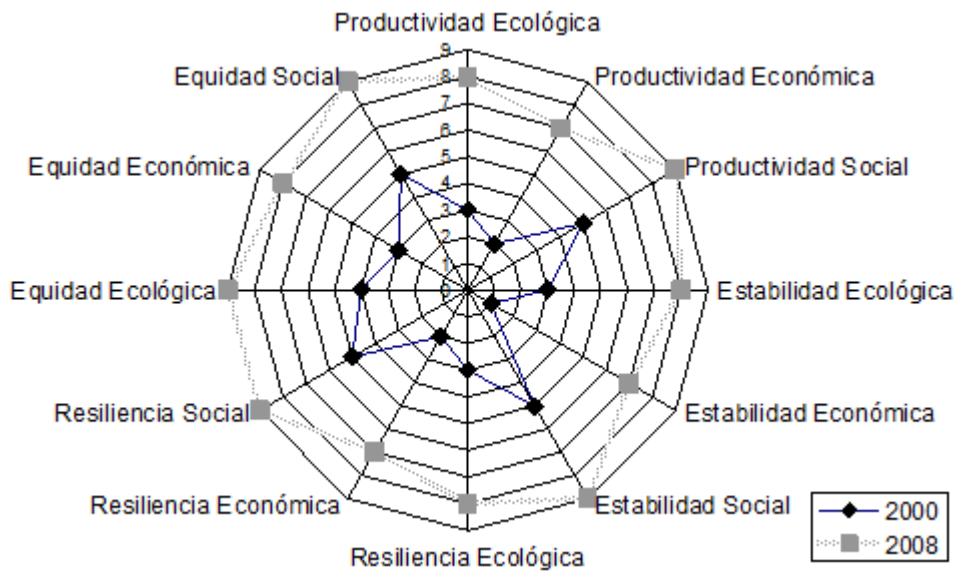 Productividad Ecológica
Equidad Social
Productividad Económica
Equidad Económica
Productividad Social
Equidad Ecológica
Estabilidad Ecológica
Resiliencia Social
Estabilidad Económica
Resiliencia Económica
Estabilidad Social
Resiliencia Ecológica
9
8
7
6
5
4
3
2
1
0
2000
2008